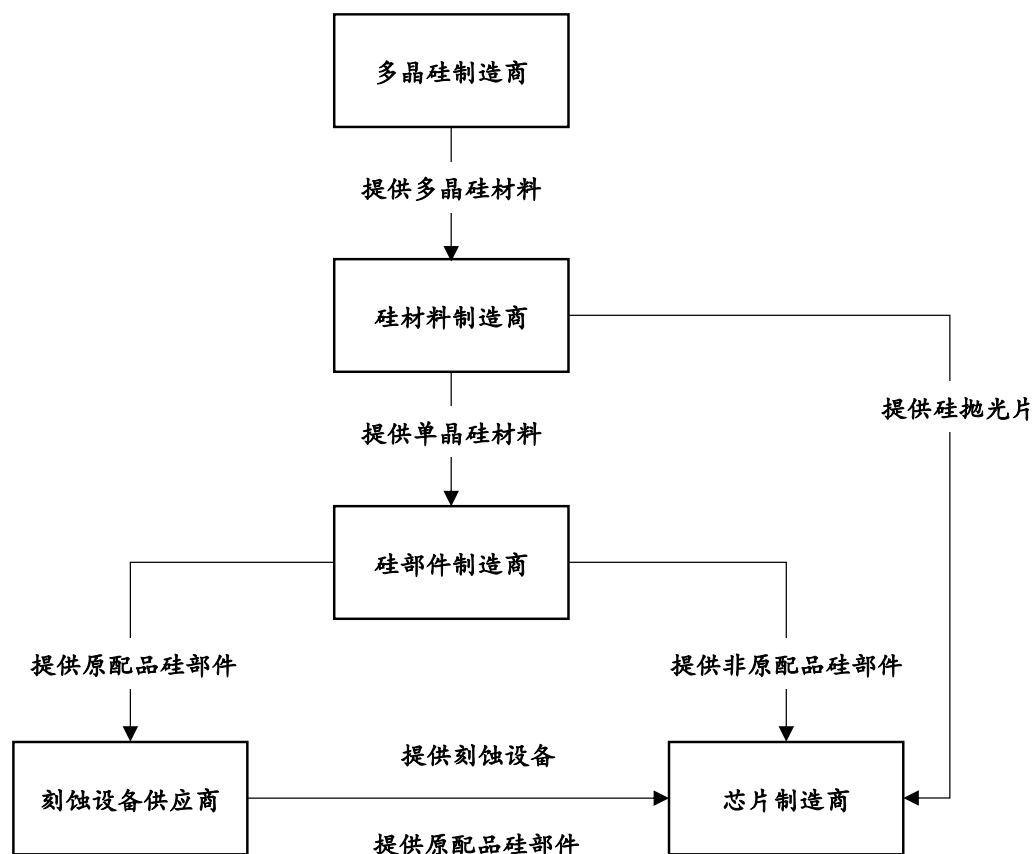 多晶硅制造商
提供多晶硅材料
硅材料制造商
提供硅抛光片
提供单晶硅材料
硅部件制造商
提供原配品硅部件
提供非原配品硅部件
提供刻蚀设备
刻蚀设备供应商
芯片制造商
提供原配品硅部件